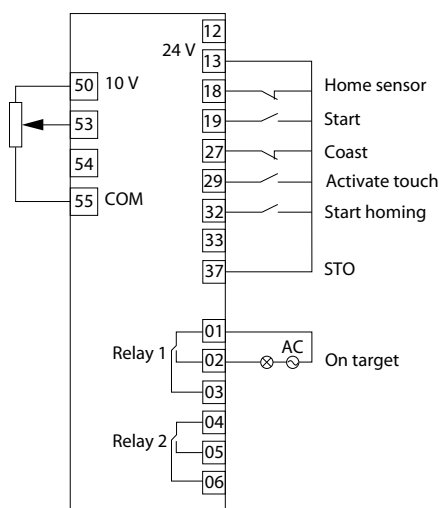 12
24 V
13
50 10 V
18 Home sensor
53
19 Start
54
27 Coast
29 Activate touch
55 COM
32 Start homing
33
37 STO
01
Relay 1
02 AC On target
03
04
Relay 2
05
06